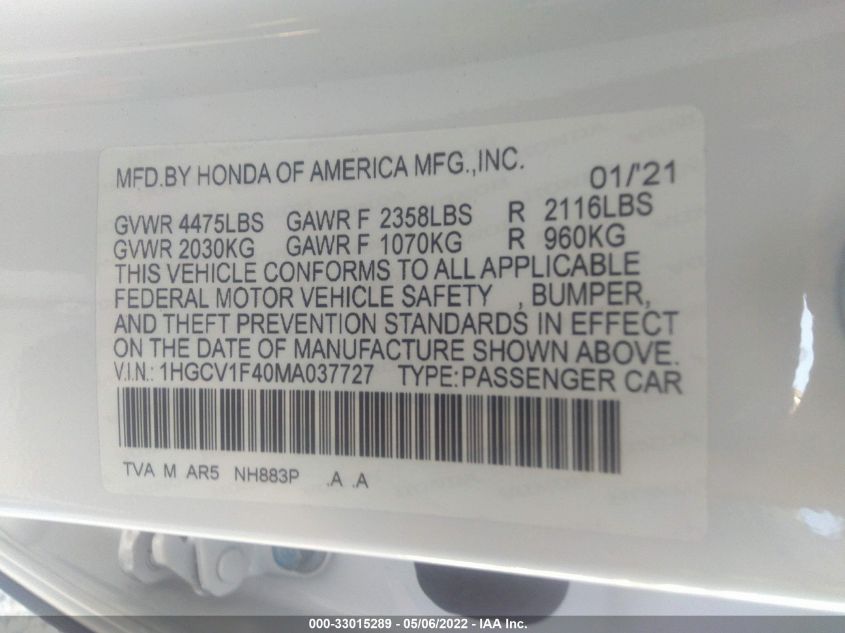 MFD.BY HONDA OF AMERICA MFG.,INC. 01/'21
GVWR 4475LBS GAWR F 2358LBS R 2116LBS
GVWR 2030KG GAWR F 1070KG R 960KG
THIS VEHICLE CONFORMS TO ALL APPLICABLE
FEDERAL MOTOR VEHICLE SAFETY , BUMPER,
AND THEFT PREVENTION STANDARDS IN EFFECT
ON THE DATE OF MANUFACTURE SHOWN ABOVE.
V.I.N.: 1HGCV1F40MA037727 TYPE:PASSENGER CAR
TVA M AR5 NH883P .A .A
000-33015289 - 05/06/2022 - IAA Inc.